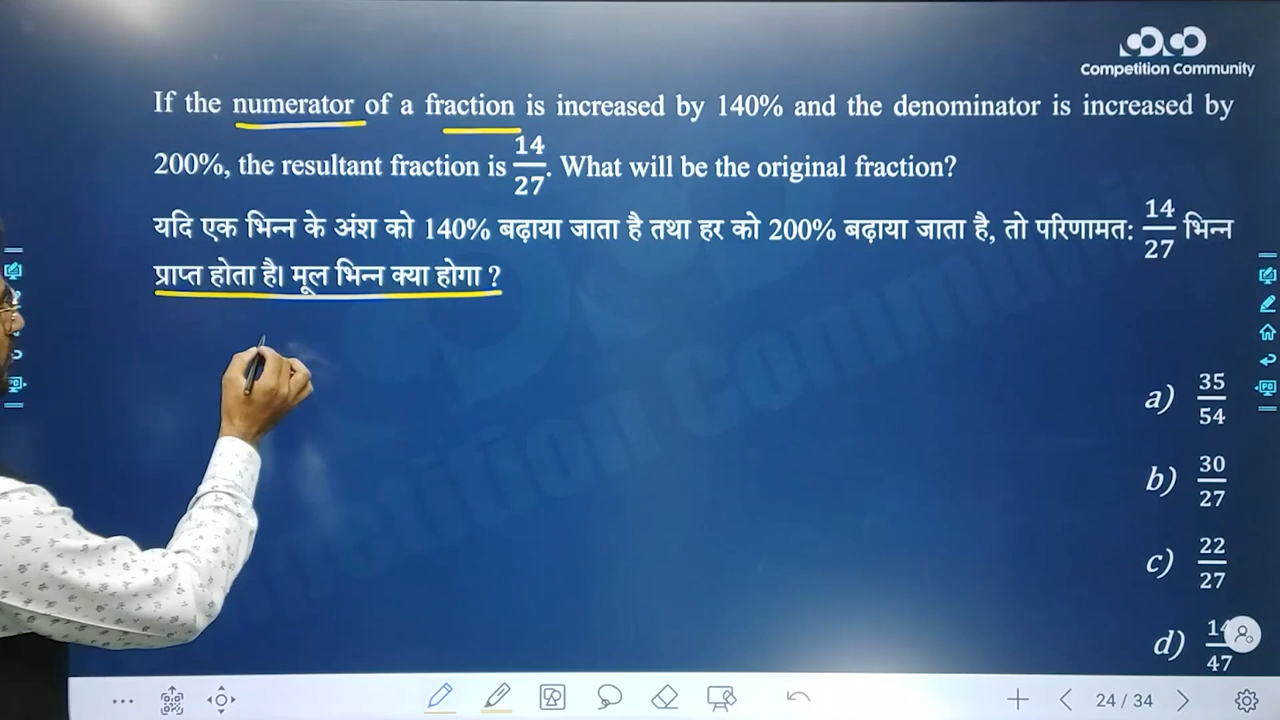 Competition Community
If the numerator of a fraction is increased by 140% and the denominator is increased by
200%, the resultant fraction is 14/27. What will be the original fraction?
यदि एक भिन्न के अंश को 140% बढ़ाया जाता है तथा हर को 200% बढ़ाया जाता है, तो परिणामत: 14/27 भिन्न
प्राप्त होता है। मूल भिन्न क्या होगा ?
a) 35/54
b) 30/27
c) 22/27
d) 14/47
24 / 34